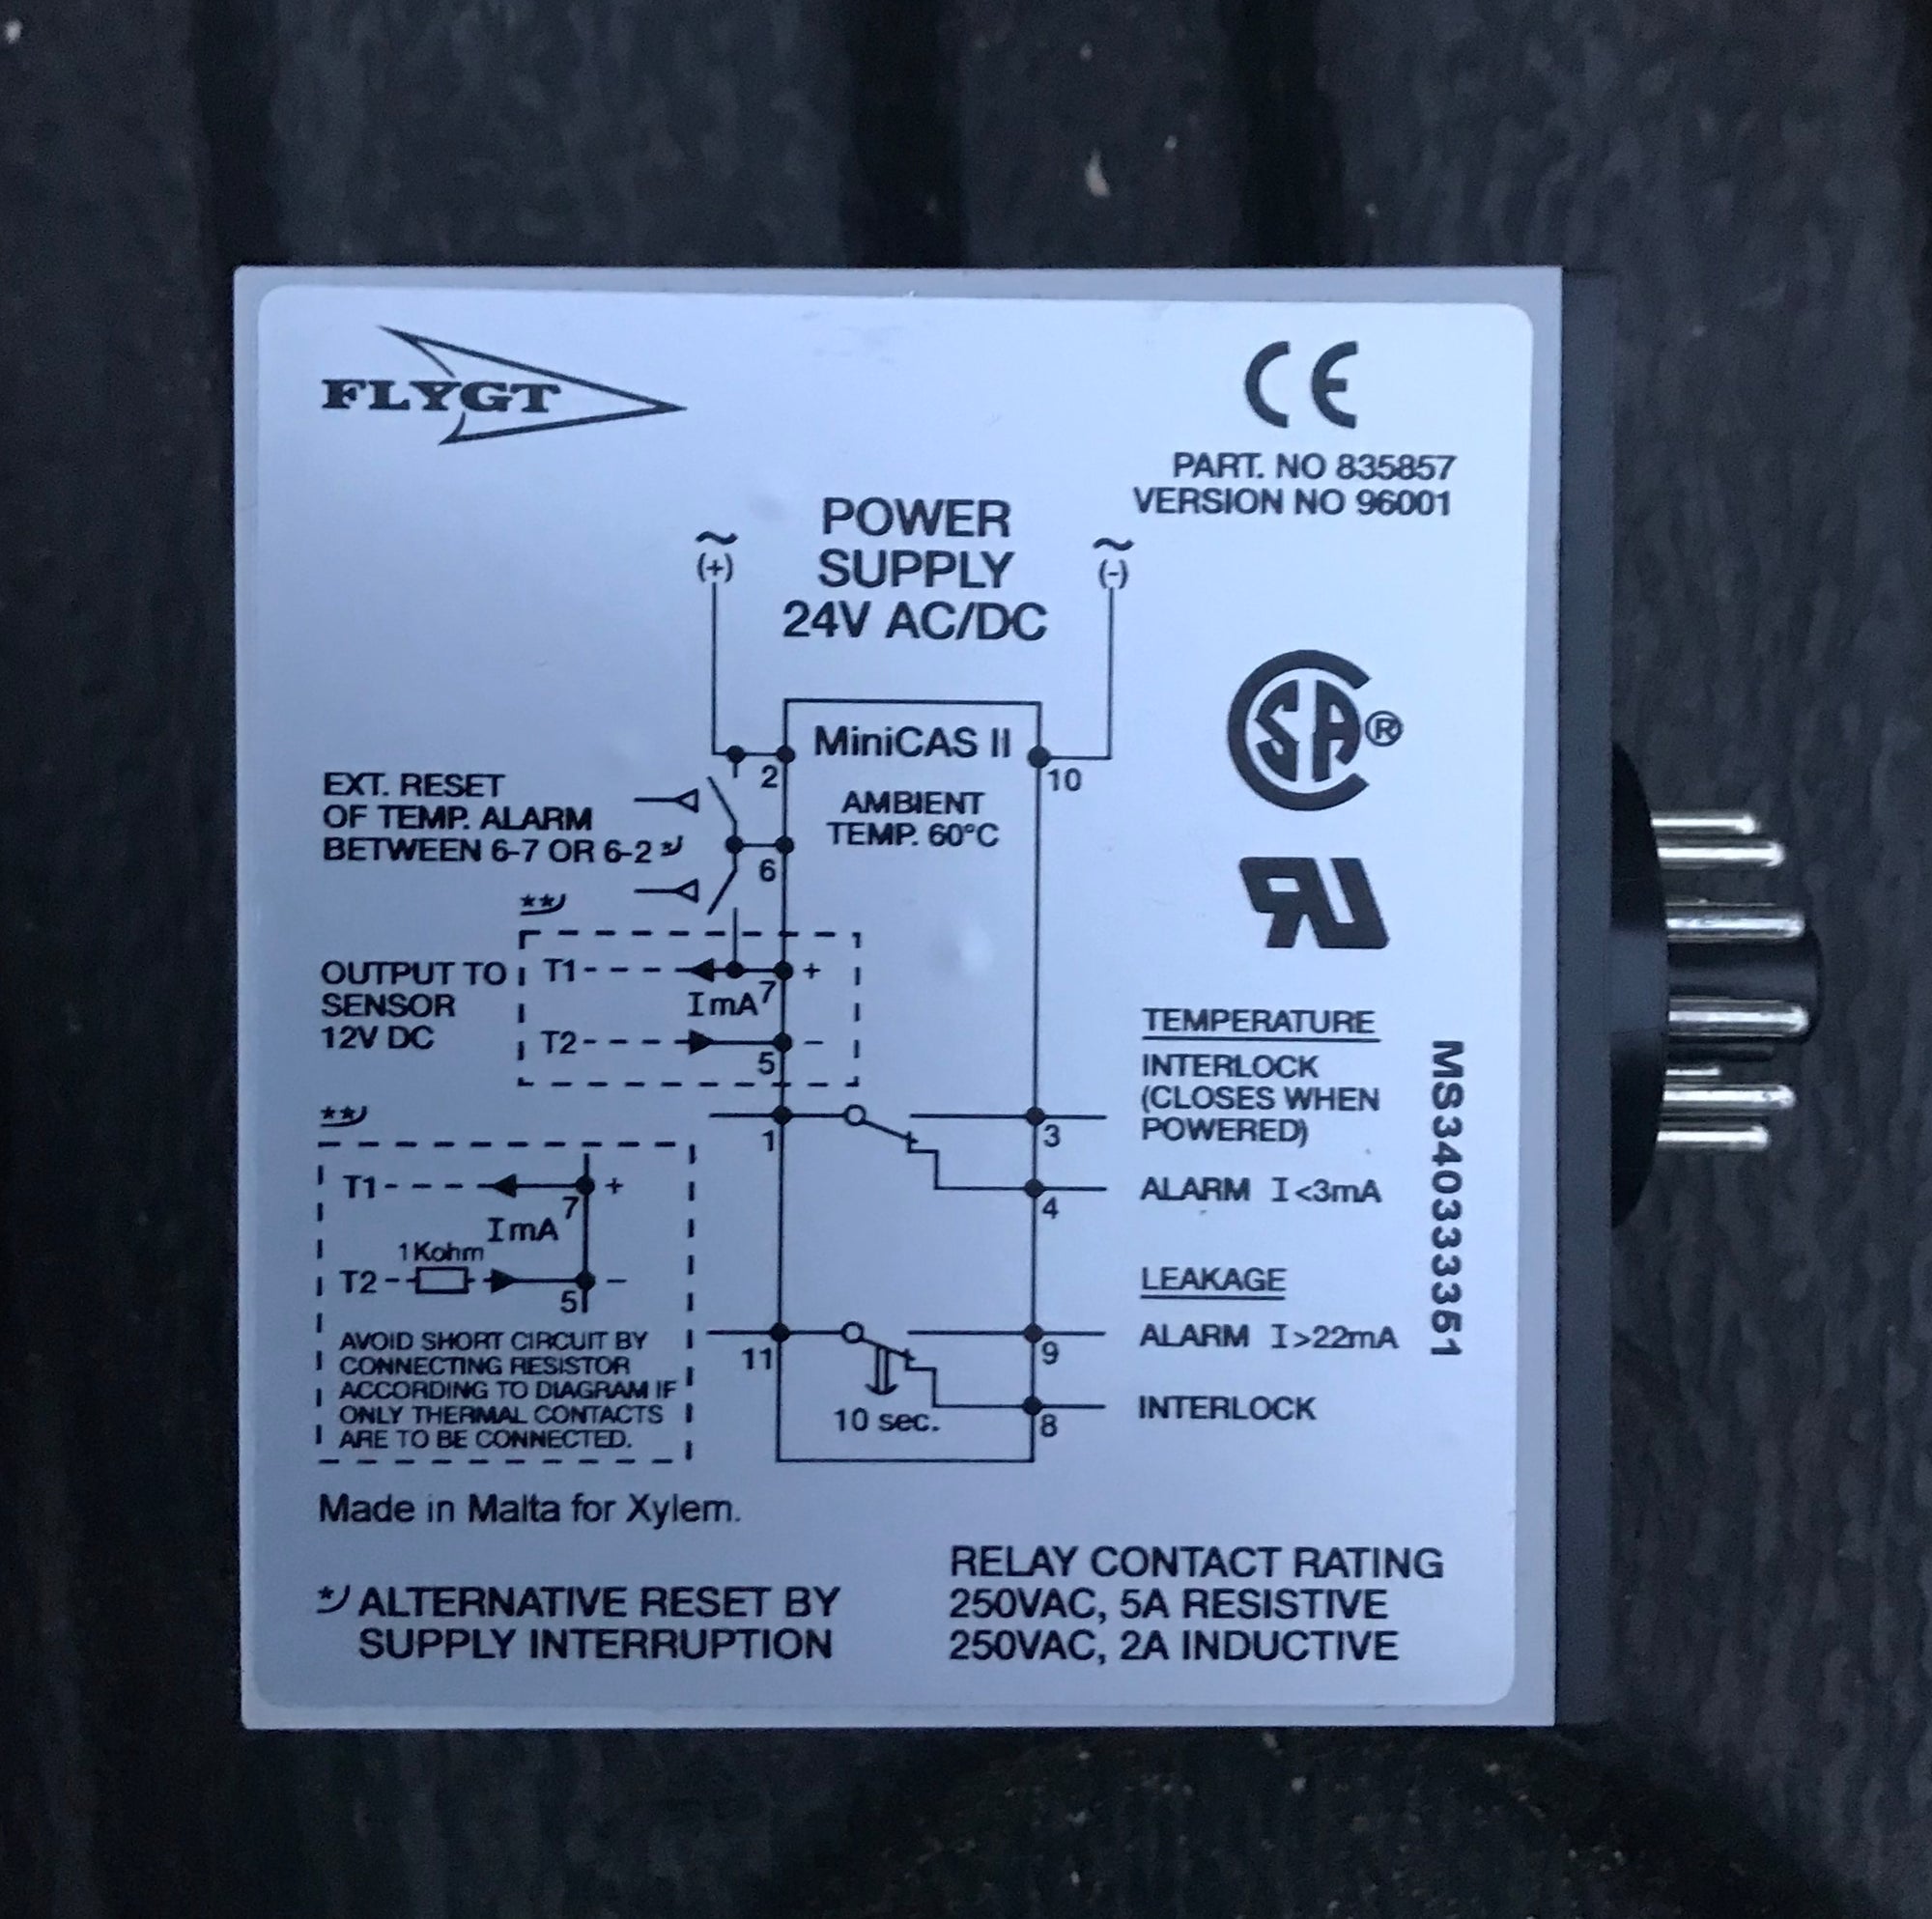 FLYGT
CE
PART. NO 835857
VERSION NO 96001
POWER
SUPPLY
24V AC/DC
~
(+)
~
(-)
MiniCAS II
2
10
AMBIENT
TEMP. 60°C
SA®
EXT. RESET
OF TEMP. ALARM
BETWEEN 6-7 OR 6-2 *)
6
**)
OUTPUT TO
SENSOR
12V DC
T1
+
7
ImA
T2
-
5
TEMPERATURE
INTERLOCK
(CLOSES WHEN
POWERED)
1
3
ALARM I<3mA
4
MS34033361
**)
T1
+
7
ImA
1Kohm
T2
-
5
AVOID SHORT CIRCUIT BY
CONNECTING RESISTOR
ACCORDING TO DIAGRAM IF
ONLY THERMAL CONTACTS
ARE TO BE CONNECTED.
LEAKAGE
11
9
ALARM I>22mA
10 sec.
8
INTERLOCK
Made in Malta for Xylem.
*) ALTERNATIVE RESET BY
SUPPLY INTERRUPTION
RELAY CONTACT RATING
250VAC, 5A RESISTIVE
250VAC, 2A INDUCTIVE